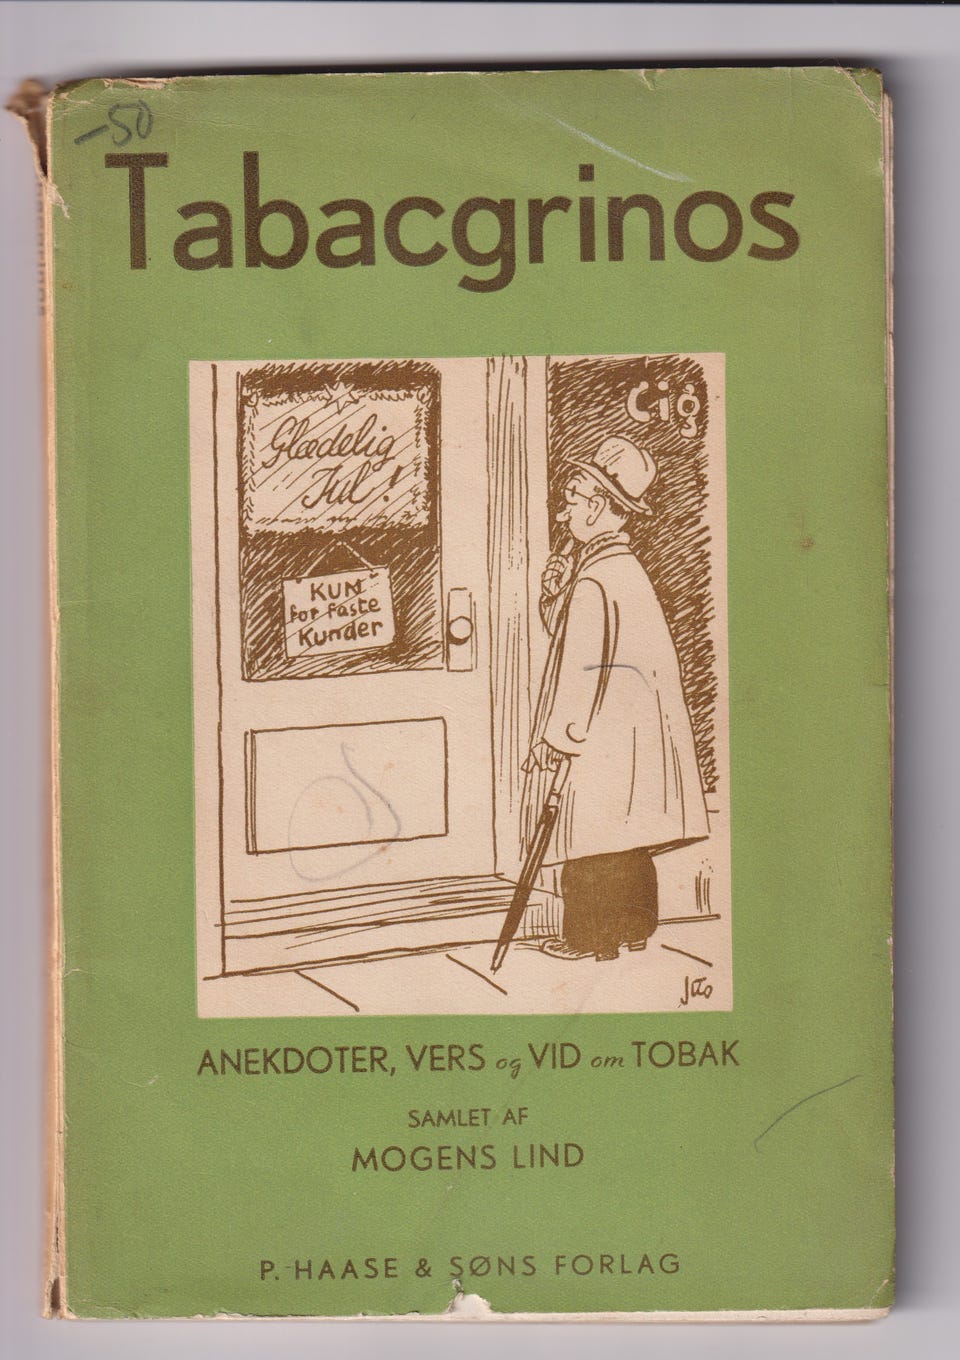 -50
Tabacgrinos
Cig
Glædelig
Jul!
KUN
for faste
Kunder
ANEKDOTER, VERS og VID om TOBAK
SAMLET AF
MOGENS LIND
P. HAASE & SØNS FORLAG